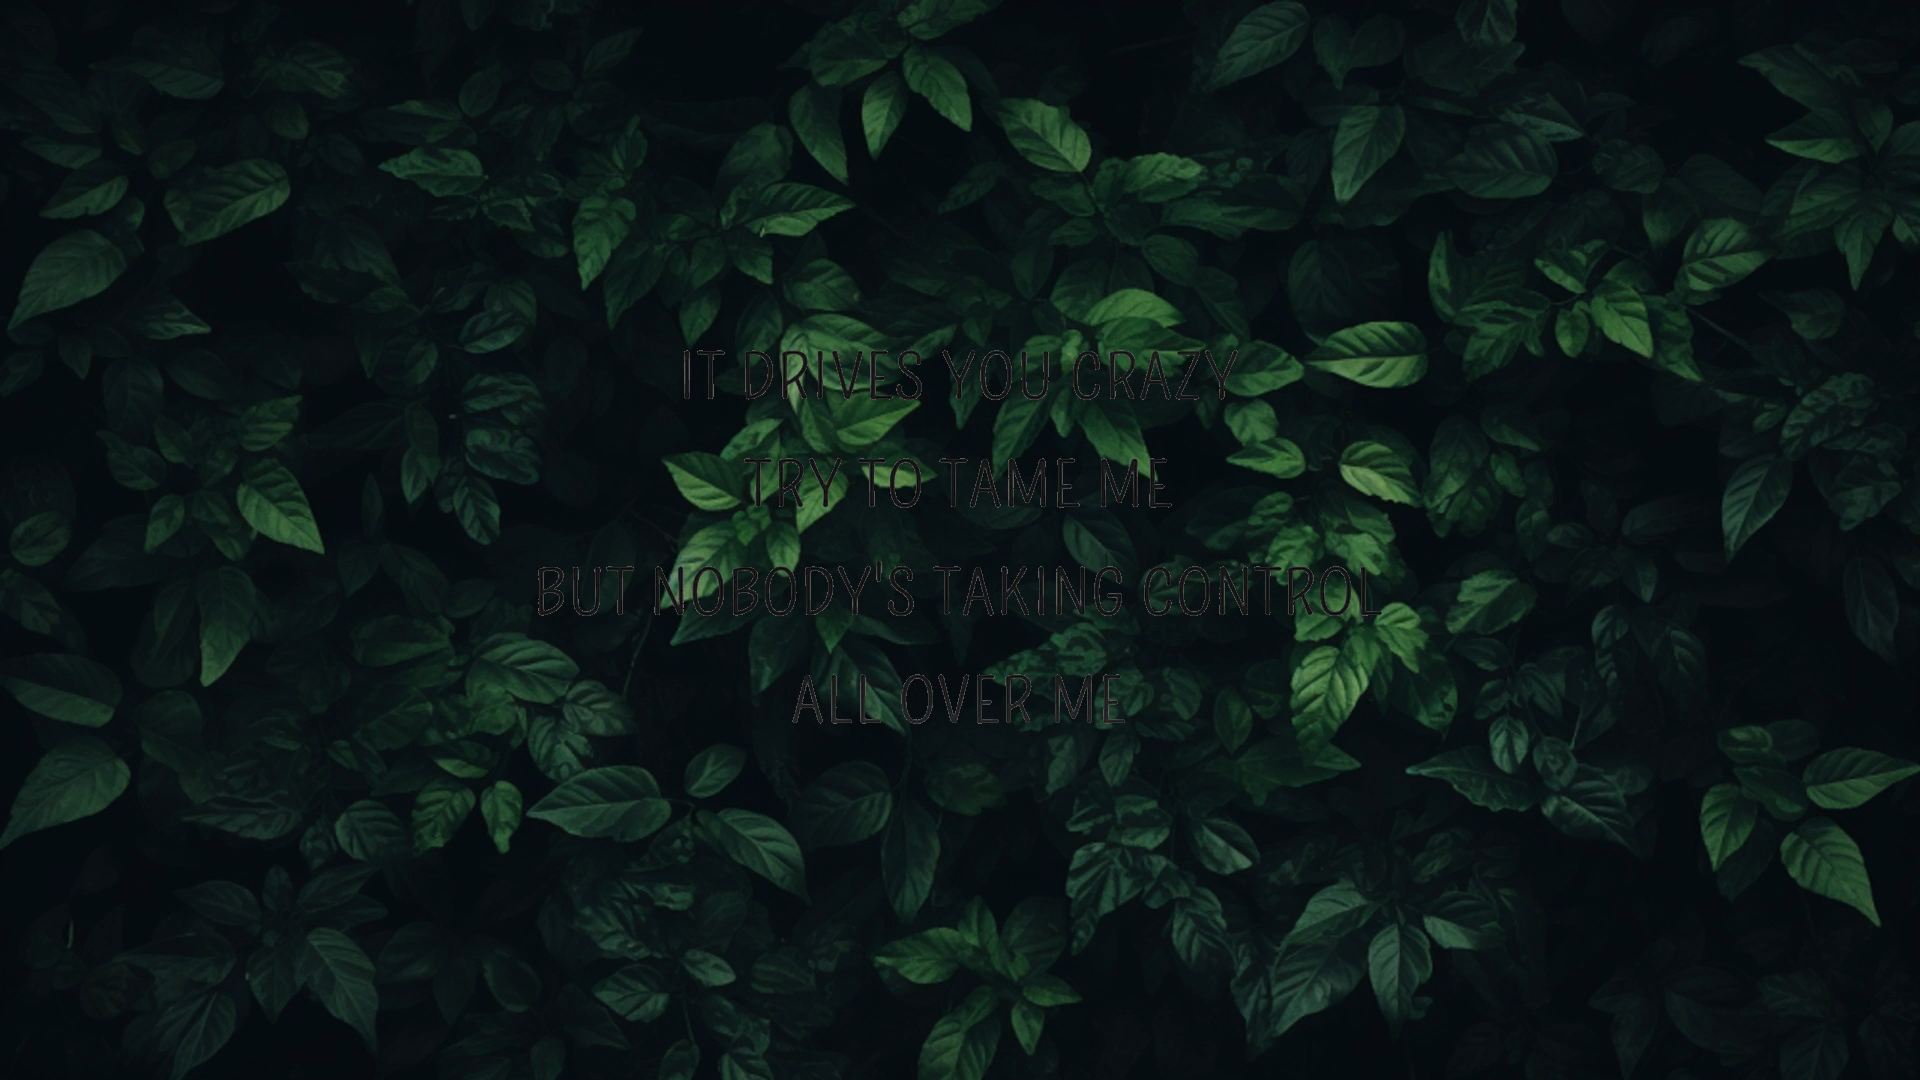 IT DRIVES YOU CRAZY
TRY TO TAME ME
BUT NOBODY'S TAKING CONTROL
ALL OVER ME